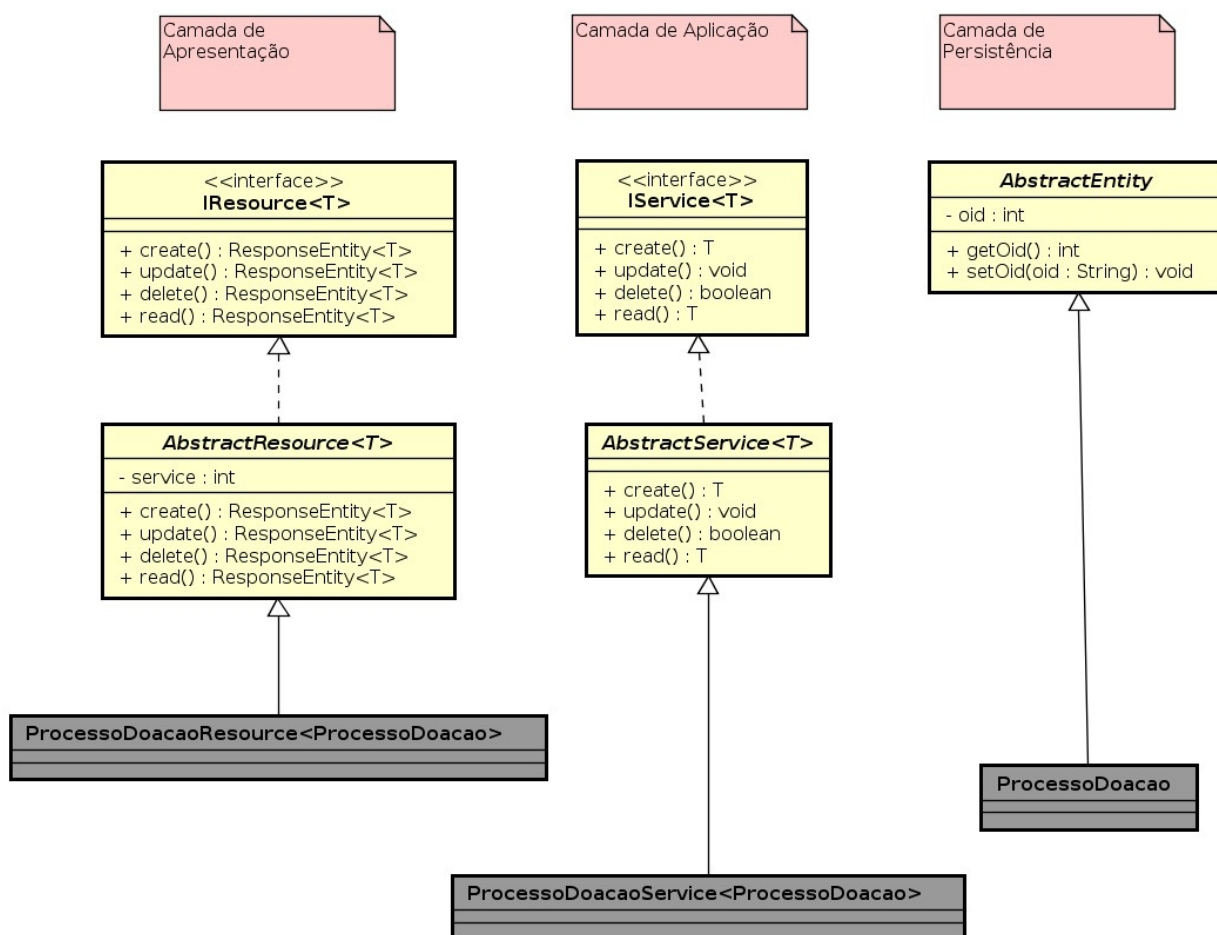 Camada de
Apresentação
Camada de Aplicação
Camada de
Persistência
<<interface>>
IResource<T>
+ create() : ResponseEntity<T>
+ update() : ResponseEntity<T>
+ delete() : ResponseEntity<T>
+ read() : ResponseEntity<T>
<<interface>>
IService<T>
+ create() : T
+ update() : void
+ delete() : boolean
+ read() : T
AbstractEntity
- oid : int
+ getOid() : int
+ setOid(oid : String) : void
AbstractResource<T>
- service : int
+ create() : ResponseEntity<T>
+ update() : ResponseEntity<T>
+ delete() : ResponseEntity<T>
+ read() : ResponseEntity<T>
AbstractService<T>
+ create() : T
+ update() : void
+ delete() : boolean
+ read() : T
ProcessoDoacaoResource<ProcessoDoacao>
ProcessoDoacao
ProcessoDoacaoService<ProcessoDoacao>